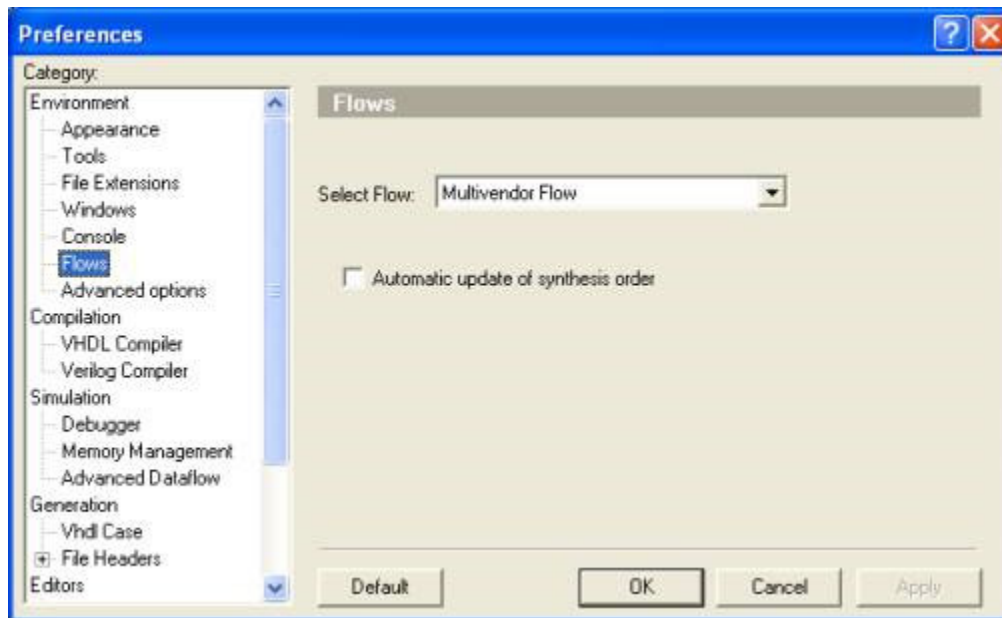 Preferences
Category:
Environment
Appearance
Tools
File Extensions
Windows
Console
Flows
Advanced options
Compilation
VHDL Compiler
Verilog Compiler
Simulation
Debugger
Memory Management
Advanced Dataflow
Generation
Vhdl Case
File Headers
Editors
Flows
Select Flow: Multivendor Flow
Automatic update of synthesis order
Default OK Cancel Apply